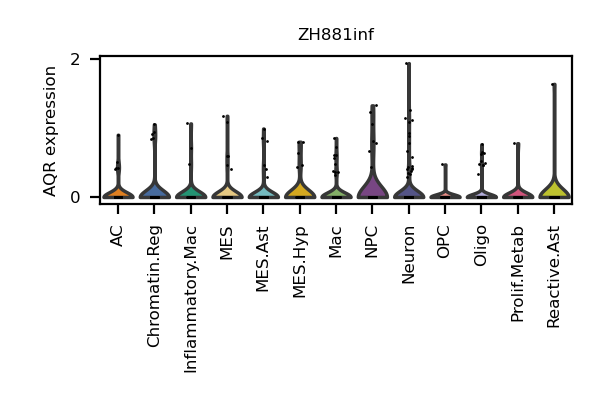 ZH881inf
AQR expression
2
0
AC
Chromatin.Reg
Inflammatory.Mac
MES
MES.Ast
MES.Hyp
Mac
NPC
Neuron
OPC
Oligo
Prolif.Metab
Reactive.Ast